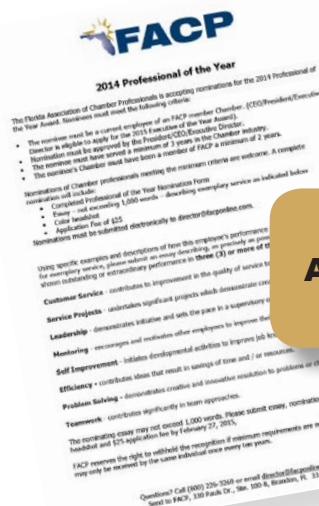 FACP
2014 Professional of the Year
The Florida Association of Chamber Professionals is accepting nominations for the 2014 Professional of
the Year Award. Nominees must meet the following criteria:
• The nominee must be a current employee of an FACP member Chamber. (CEO/President/Executive
Director is eligible to apply for the 2015 Executive of the Year Award).
• Nomination must be approved by the President/CEO/Executive Director.
• The nominee must have served a minimum of 3 years in the Chamber industry.
• The nominee's Chamber must have been a member of FACP a minimum of 2 years.
Nominations of Chamber professionals meeting the minimum criteria are welcome. A complete
nomination will include:
• Completed Professional of the Year Nomination Form
• Essay - not exceeding 1,000 words - describing exemplary service as indicated below
• Color headshot
• Application Fee of $25
Nominations must be submitted electronically to director@facponline.com.
Using specific examples and descriptions of how this employee's performance
for exemplary service, please submit an essay describing, as precisely as
shown outstanding or extraordinary performance in three (3) or more of
Customer Service - contributes to improvement in the quality of service to
Service Projects - undertakes significant projects which demonstrate
Leadership - demonstrates initiative and sets the pace in a supervisory
Mentoring - encourages and motivates other employees to improve
Self Improvement - initiates developmental activities to improve job
Efficiency - contributes ideas that result in savings of time and / or resources.
Problem Solving - demonstrates creative and innovative resolution to problems or
Teamwork - contributes significantly in team approaches.
The nominating essay may not exceed 1,000 words. Please submit essay, nomination
headshot and $25 application fee by February 27, 2015.
FACP reserves the right to withheld the recognition if minimum requirements are
may only be received by the same individual once every ten years.
Questions? Call (800) 226-3260 or email director@facponline
Send to FACP, 330 Pauls Dr., Ste. 100-B, Brandon, FL
A